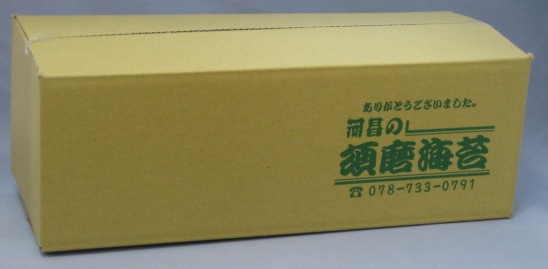 ありがとうございました。
河昌の
須磨海苔
☎078-733-0791